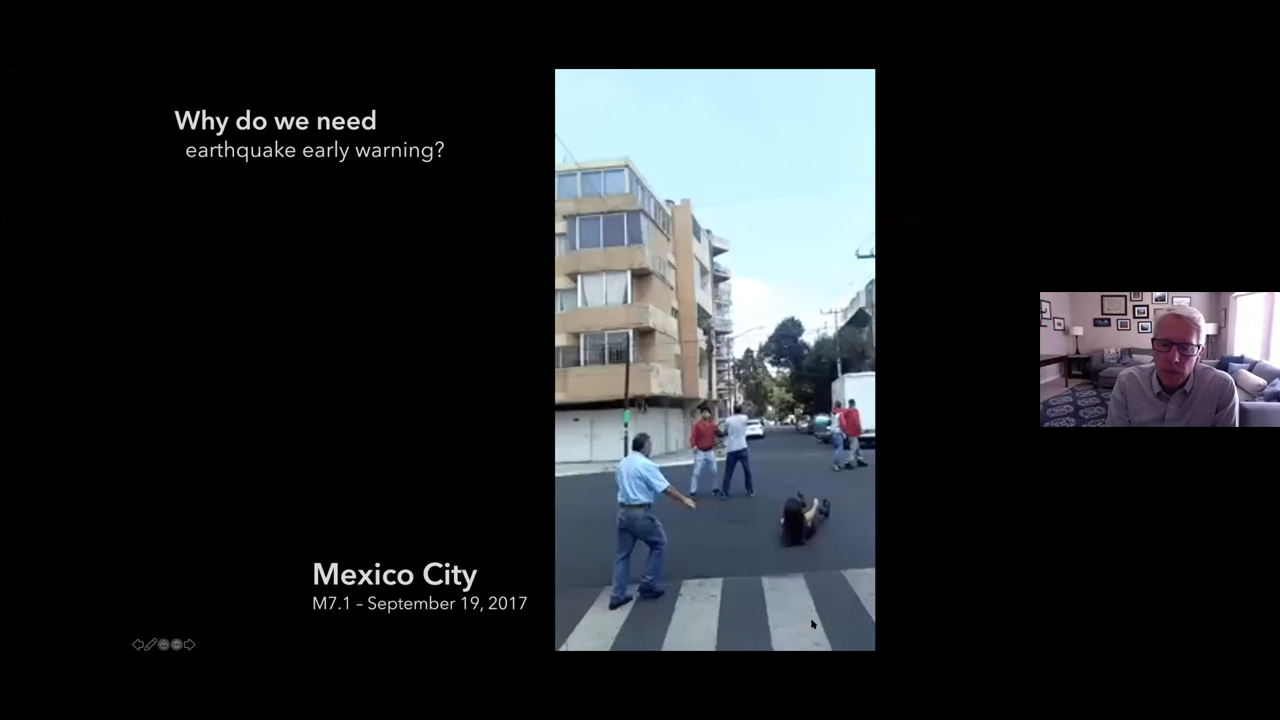 Why do we need
earthquake early warning?
Mexico City
M7.1 – September 19, 2017